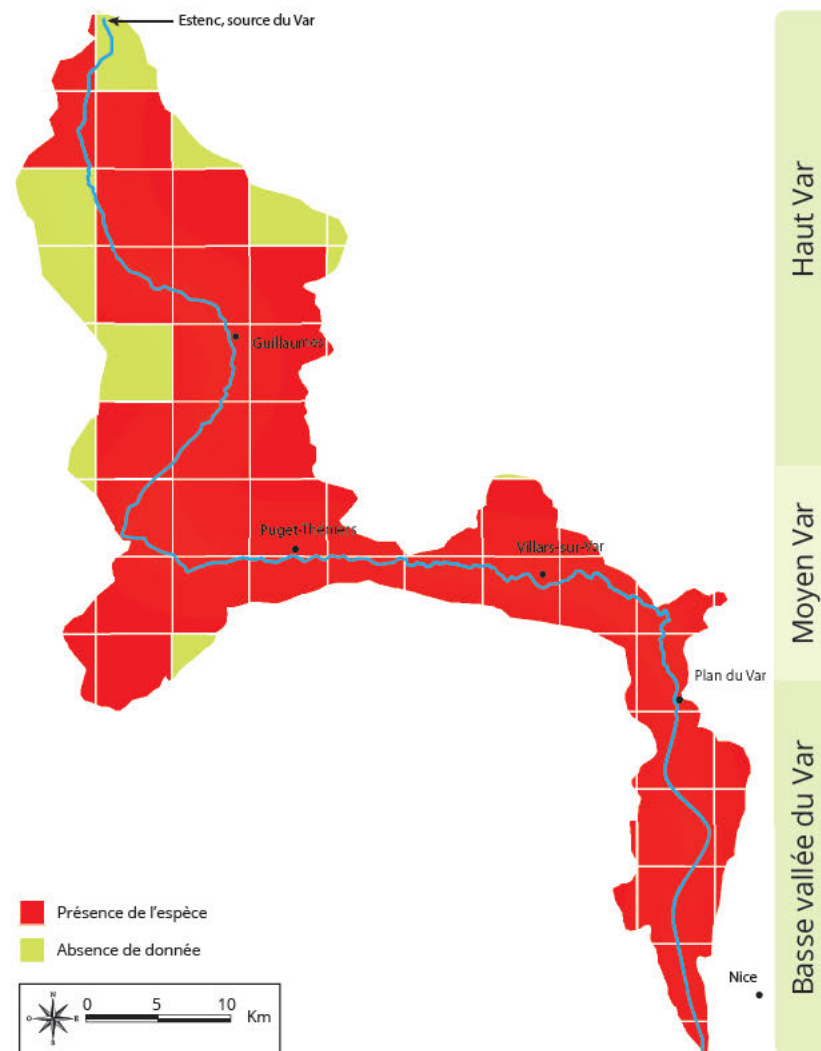 Estenc, source du Var
Haut Var
Guillaumes
Puget-Théniers
Villars-sur-Var
Moyen Var
Plan du Var
Basse vallée du Var
Présence de l'espèce
Absence de donnée
Nice
N
O E
S
0 5 10 Km